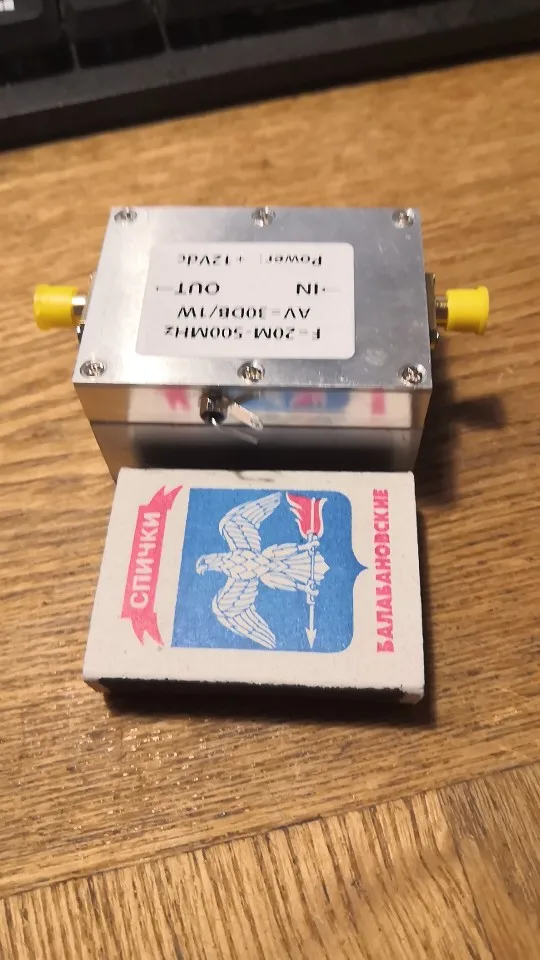 F=20M-500MHz
AV=30DB/1W
→IN OUT→
Power: +12Vdc
СПИЧКИ
БАЛАБАНОВСКИЕ